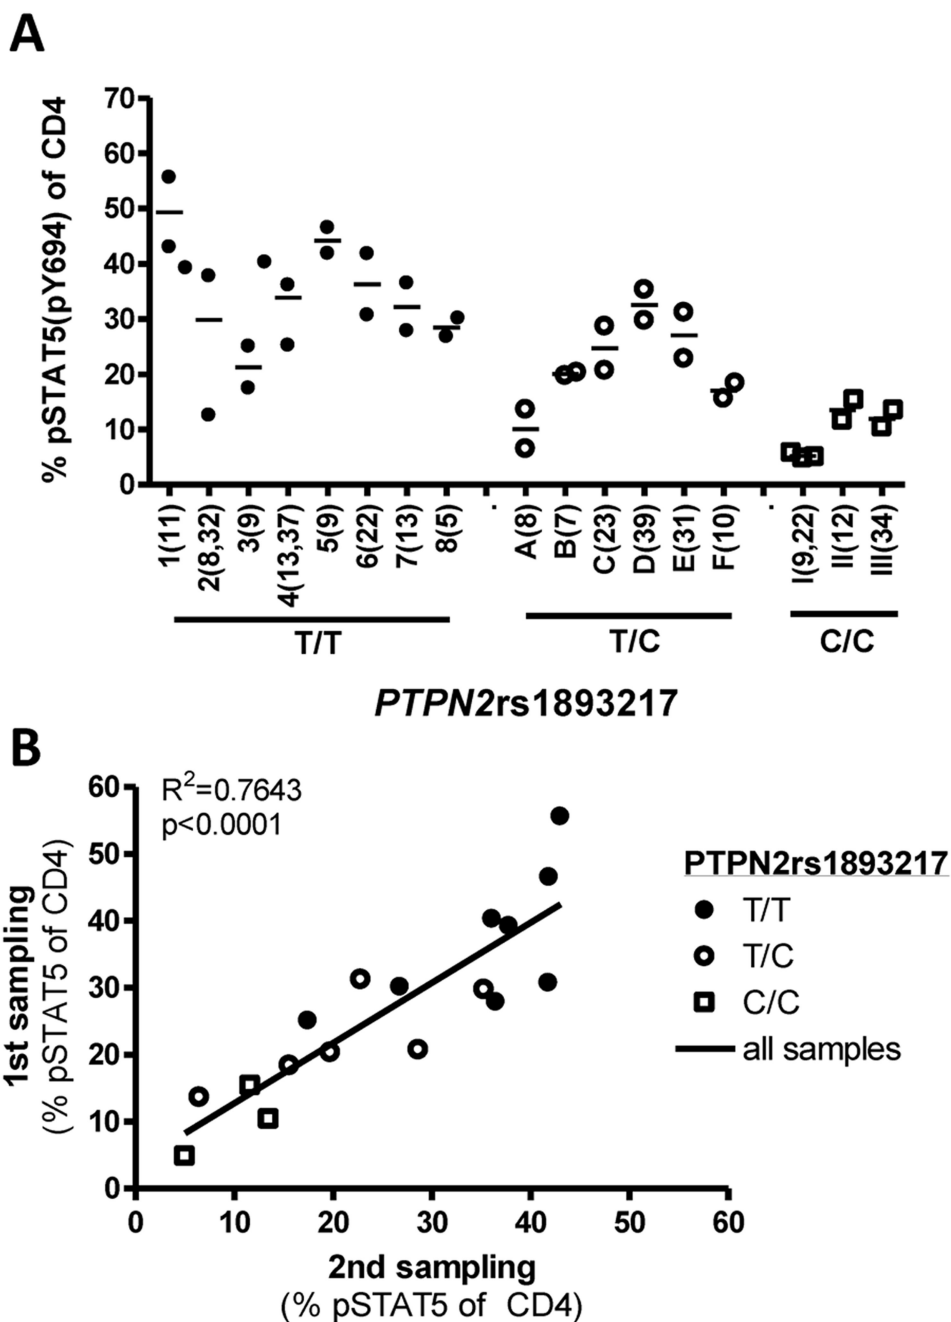 A
% pSTAT5(pY694) of CD4
70
60
50
40
30
20
10
0
1(11)
2(8,32)
3(9)
4(13,37)
5(9)
6(22)
7(13)
8(5)
.
A(8)
B(7)
C(23)
D(39)
E(31)
F(10)
.
I(9,22)
II(12)
III(34)
T/T
T/C
C/C
PTPN2rs1893217
B
1st sampling
(% pSTAT5 of CD4)
60
50
40
30
20
10
0
R²=0.7643
p<0.0001
0 10 20 30 40 50 60
2nd sampling
(% pSTAT5 of CD4)
PTPN2rs1893217
T/T
T/C
C/C
all samples